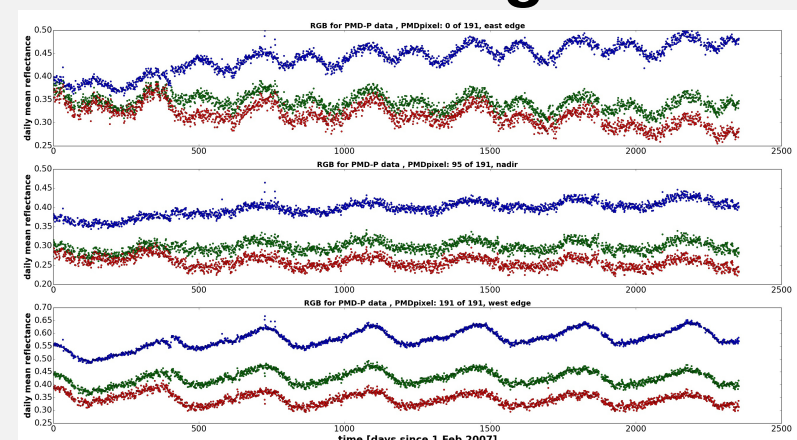 RGB for PMD-P data , PMDpixel: 0 of 191, east edge
daily mean reflectance
0.50
0.45
0.40
0.35
0.30
0.25
0 500 1000 1500 2000 2500
RGB for PMD-P data , PMDpixel: 95 of 191, nadir
daily mean reflectance
0.50
0.45
0.40
0.35
0.30
0.25
0.20
0 500 1000 1500 2000 2500
RGB for PMD-P data , PMDpixel: 191 of 191, west edge
daily mean reflectance
0.70
0.65
0.60
0.55
0.50
0.45
0.40
0.35
0.30
0.25
0 500 1000 1500 2000 2500
time [days since 1 Feb 2007]